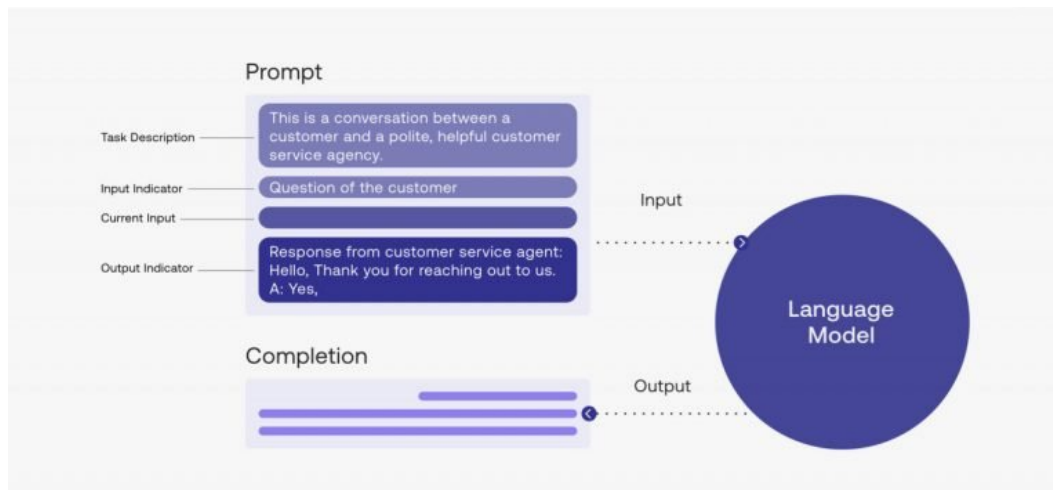 Prompt
Task Description
This is a conversation between a
customer and a polite, helpful customer
service agency.
Input Indicator
Question of the customer
Current Input
Output Indicator
Response from customer service agent:
Hello, Thank you for reaching out to us.
A: Yes,
Input
Language
Model
Completion
Output